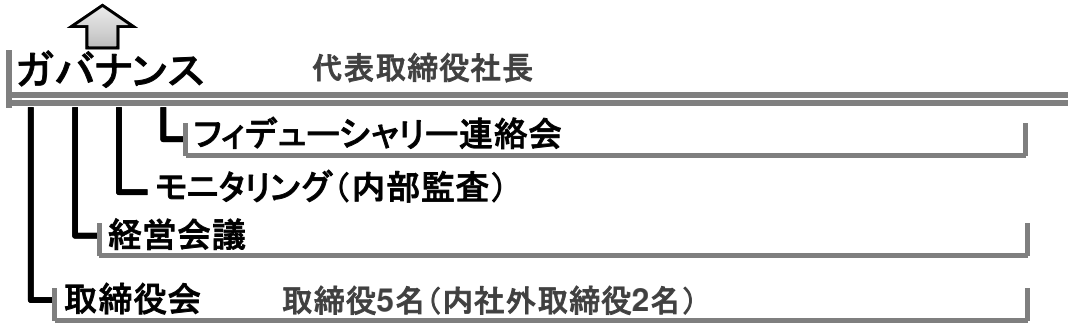 ガバナンス 代表取締役社長
フィデューシャリー連絡会
モニタリング（内部監査）
経営会議
取締役会 取締役5名（内社外取締役2名）